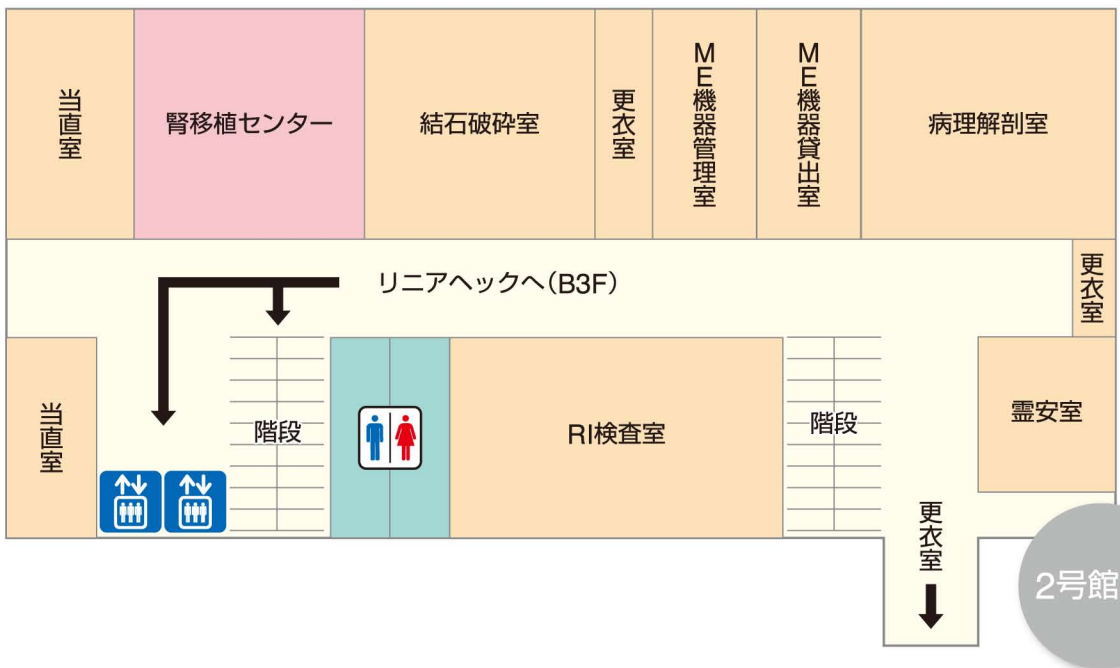 当直室
腎移植センター
結石破砕室
更衣室
ME機器管理室
ME機器貸出室
病理解剖室
リニアヘックへ(B3F)
更衣室
当直室
階段
RI検査室
階段
霊安室
更衣室
2号館